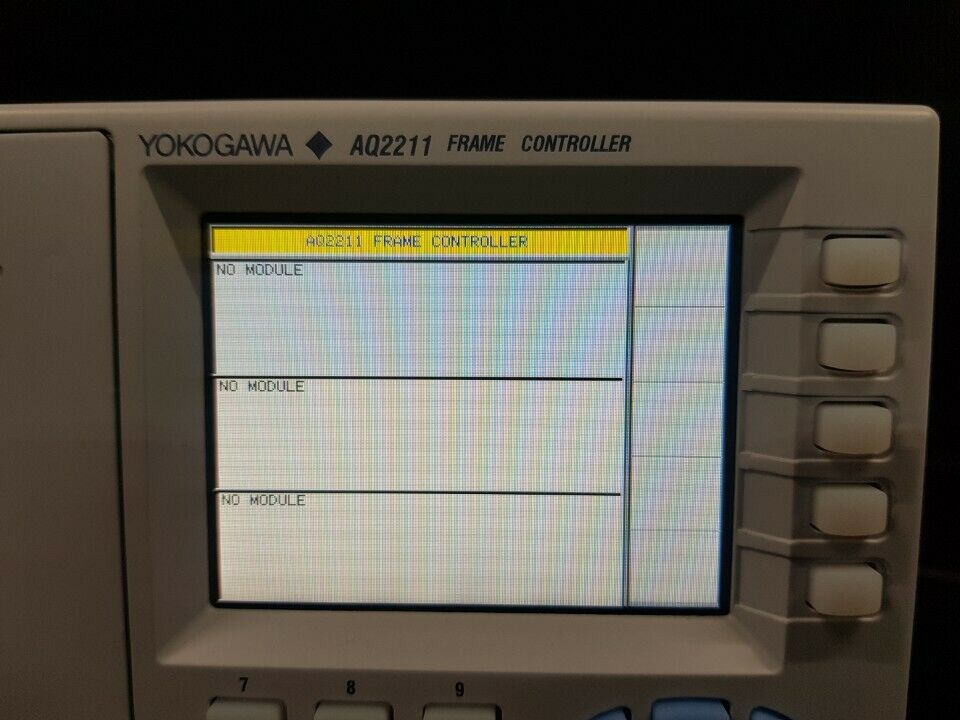 YOKOGAWA ◆ AQ2211 FRAME CONTROLLER
AQ2211 FRAME CONTROLLER
NO MODULE
NO MODULE
NO MODULE
7 8 9